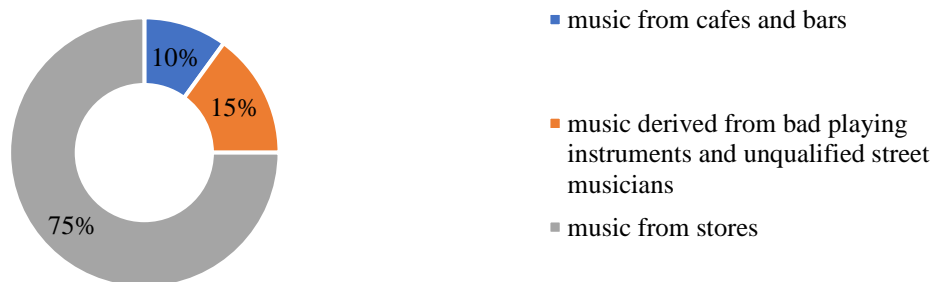 10%
15%
75%
music from cafes and bars
music derived from bad playing
instruments and unqualified street
musicians
music from stores